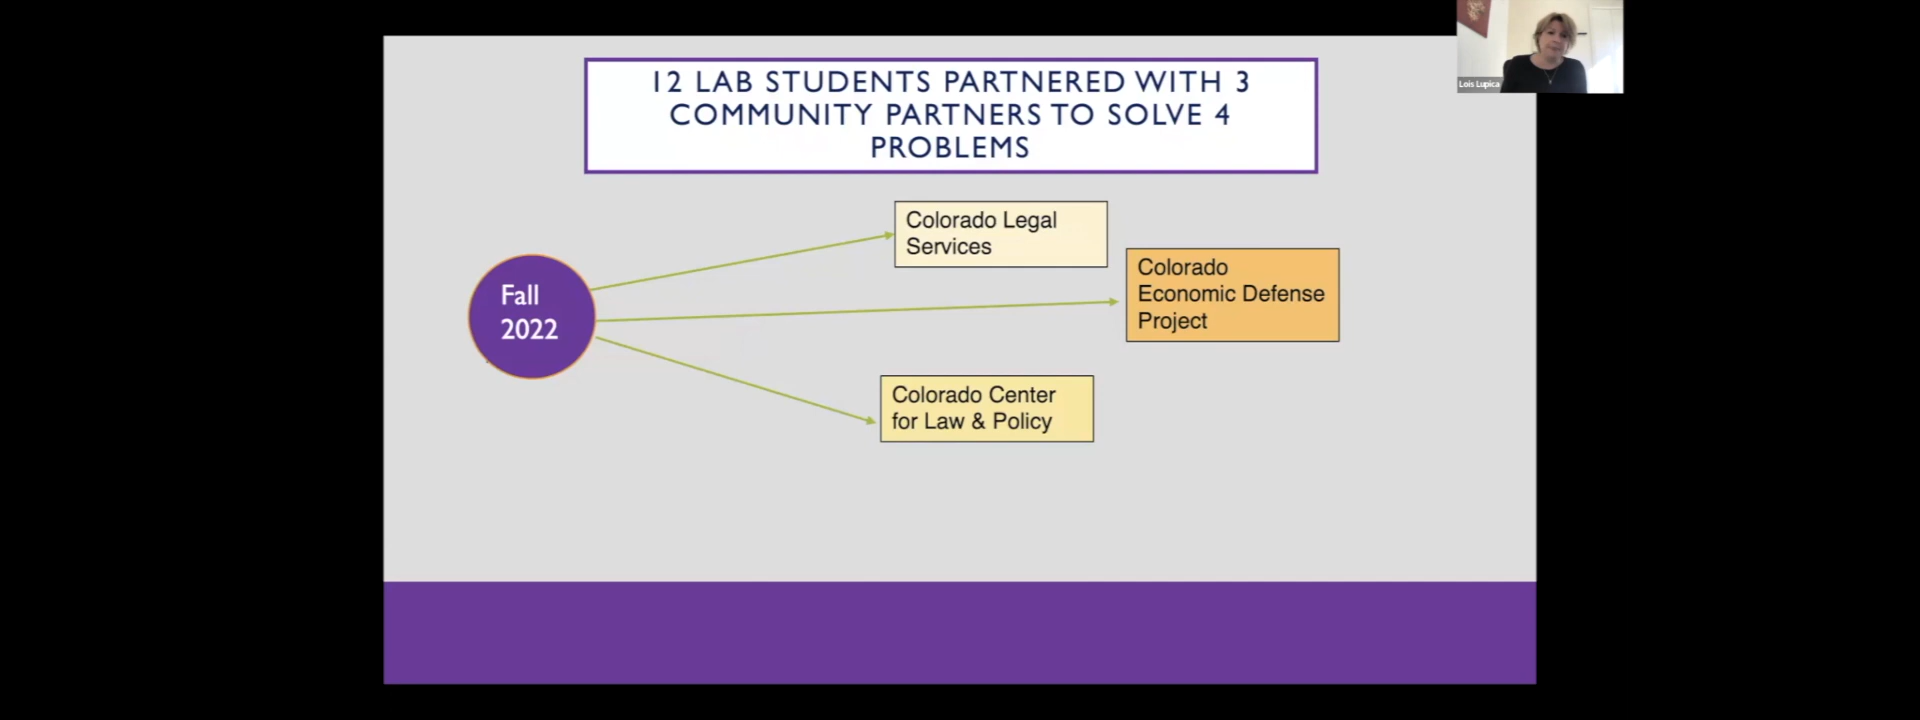 12 LAB STUDENTS PARTNERED WITH 3
COMMUNITY PARTNERS TO SOLVE 4
PROBLEMS
Fall
2022
Colorado Legal
Services
Colorado
Economic Defense
Project
Colorado Center
for Law & Policy
Lois Lupica